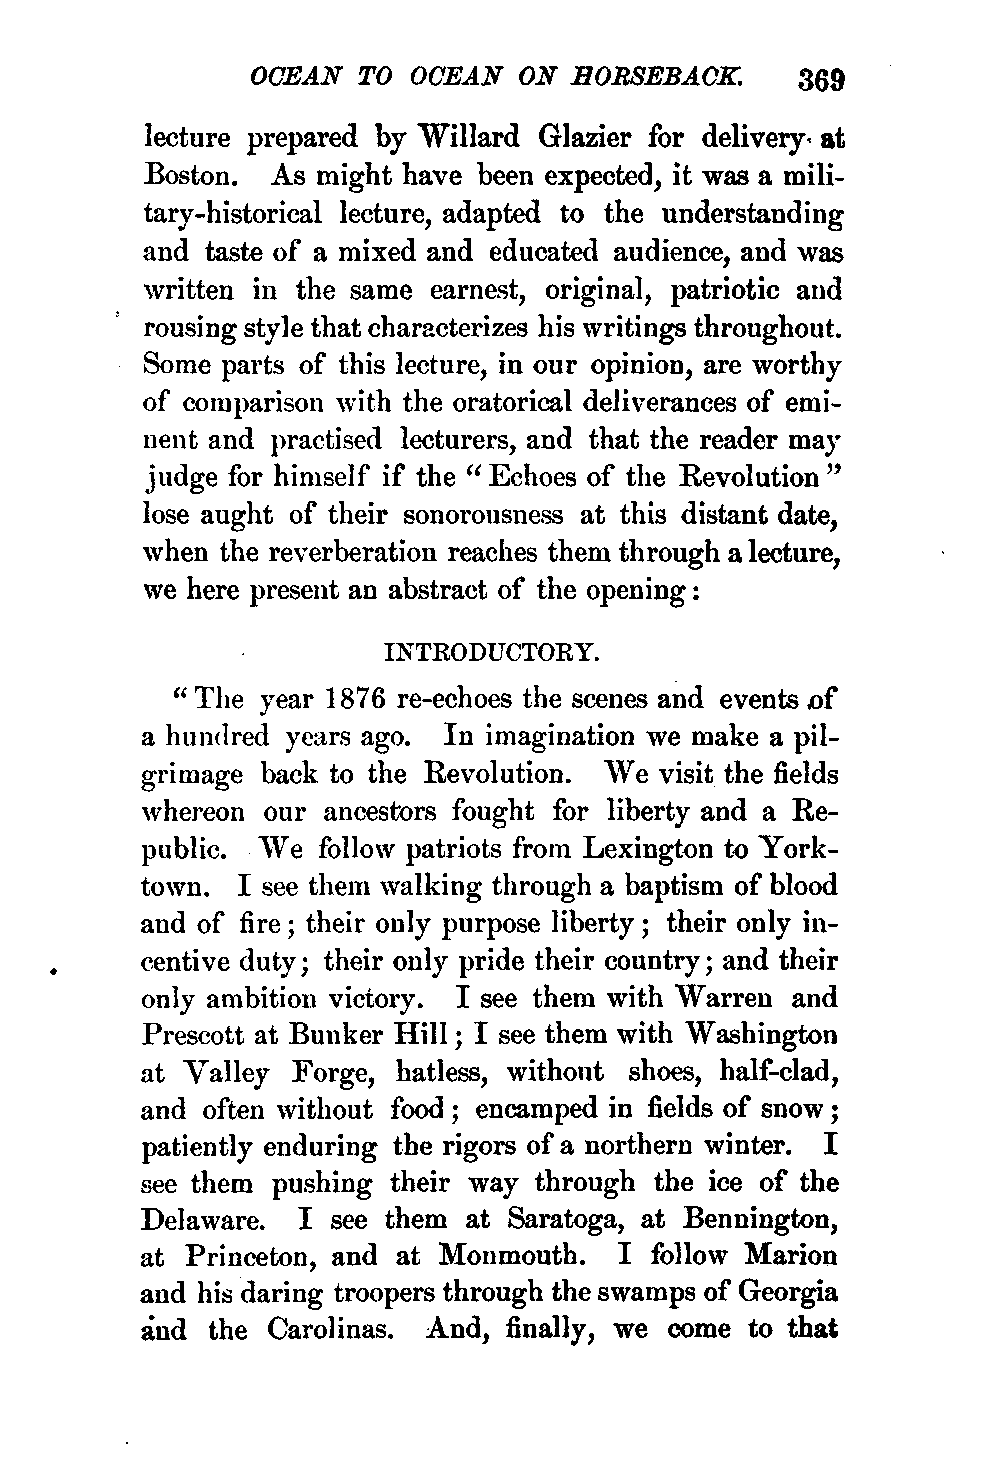 OCEAN TO OCEAN ON HORSEBACK. 369
lecture prepared by Willard Glazier for delivery at
Boston. As might have been expected, it was a mili-
tary-historical lecture, adapted to the understanding
and taste of a mixed and educated audience, and was
written in the same earnest, original, patriotic and
rousing style that characterizes his writings throughout.
Some parts of this lecture, in our opinion, are worthy
of comparison with the oratorical deliverances of emi-
nent and practised lecturers, and that the reader may
judge for himself if the “ Echoes of the Revolution ”
lose aught of their sonorousness at this distant date,
when the reverberation reaches them through a lecture,
we here present an abstract of the opening :
INTRODUCTORY.
“ The year 1876 re-echoes the scenes and events of
a hundred years ago. In imagination we make a pil-
grimage back to the Revolution. We visit the fields
whereon our ancestors fought for liberty and a Re-
public. We follow patriots from Lexington to York-
town. I see them walking through a baptism of blood
and of fire ; their only purpose liberty ; their only in-
centive duty ; their only pride their country ; and their
only ambition victory. I see them with Warren and
Prescott at Bunker Hill ; I see them with Washington
at Valley Forge, hatless, without shoes, half-clad,
and often without food ; encamped in fields of snow ;
patiently enduring the rigors of a northern winter. I
see them pushing their way through the ice of the
Delaware. I see them at Saratoga, at Bennington,
at Princeton, and at Monmouth. I follow Marion
and his daring troopers through the swamps of Georgia
and the Carolinas. And, finally, we come to that